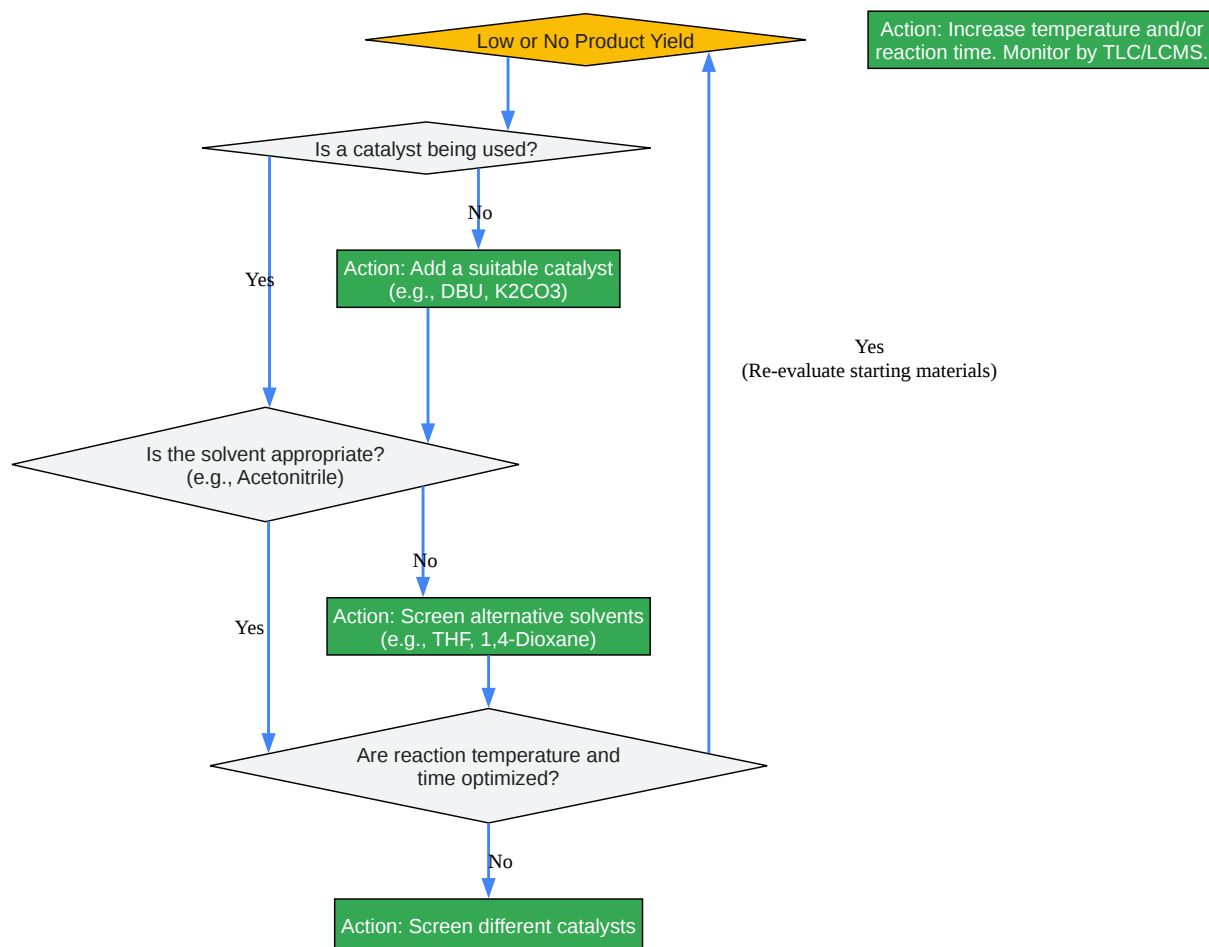 Low or No Product Yield
Action: Increase temperature and/or
reaction time. Monitor by TLC/LCMS.
Is a catalyst being used?
No
Action: Add a suitable catalyst
(e.g., DBU, K2CO3)
Yes
Yes
(Re-evaluate starting materials)
Is the solvent appropriate?
(e.g., Acetonitrile)
No
Action: Screen alternative solvents
(e.g., THF, 1,4-Dioxane)
Yes
Are reaction temperature and
time optimized?
No
Action: Screen different catalysts